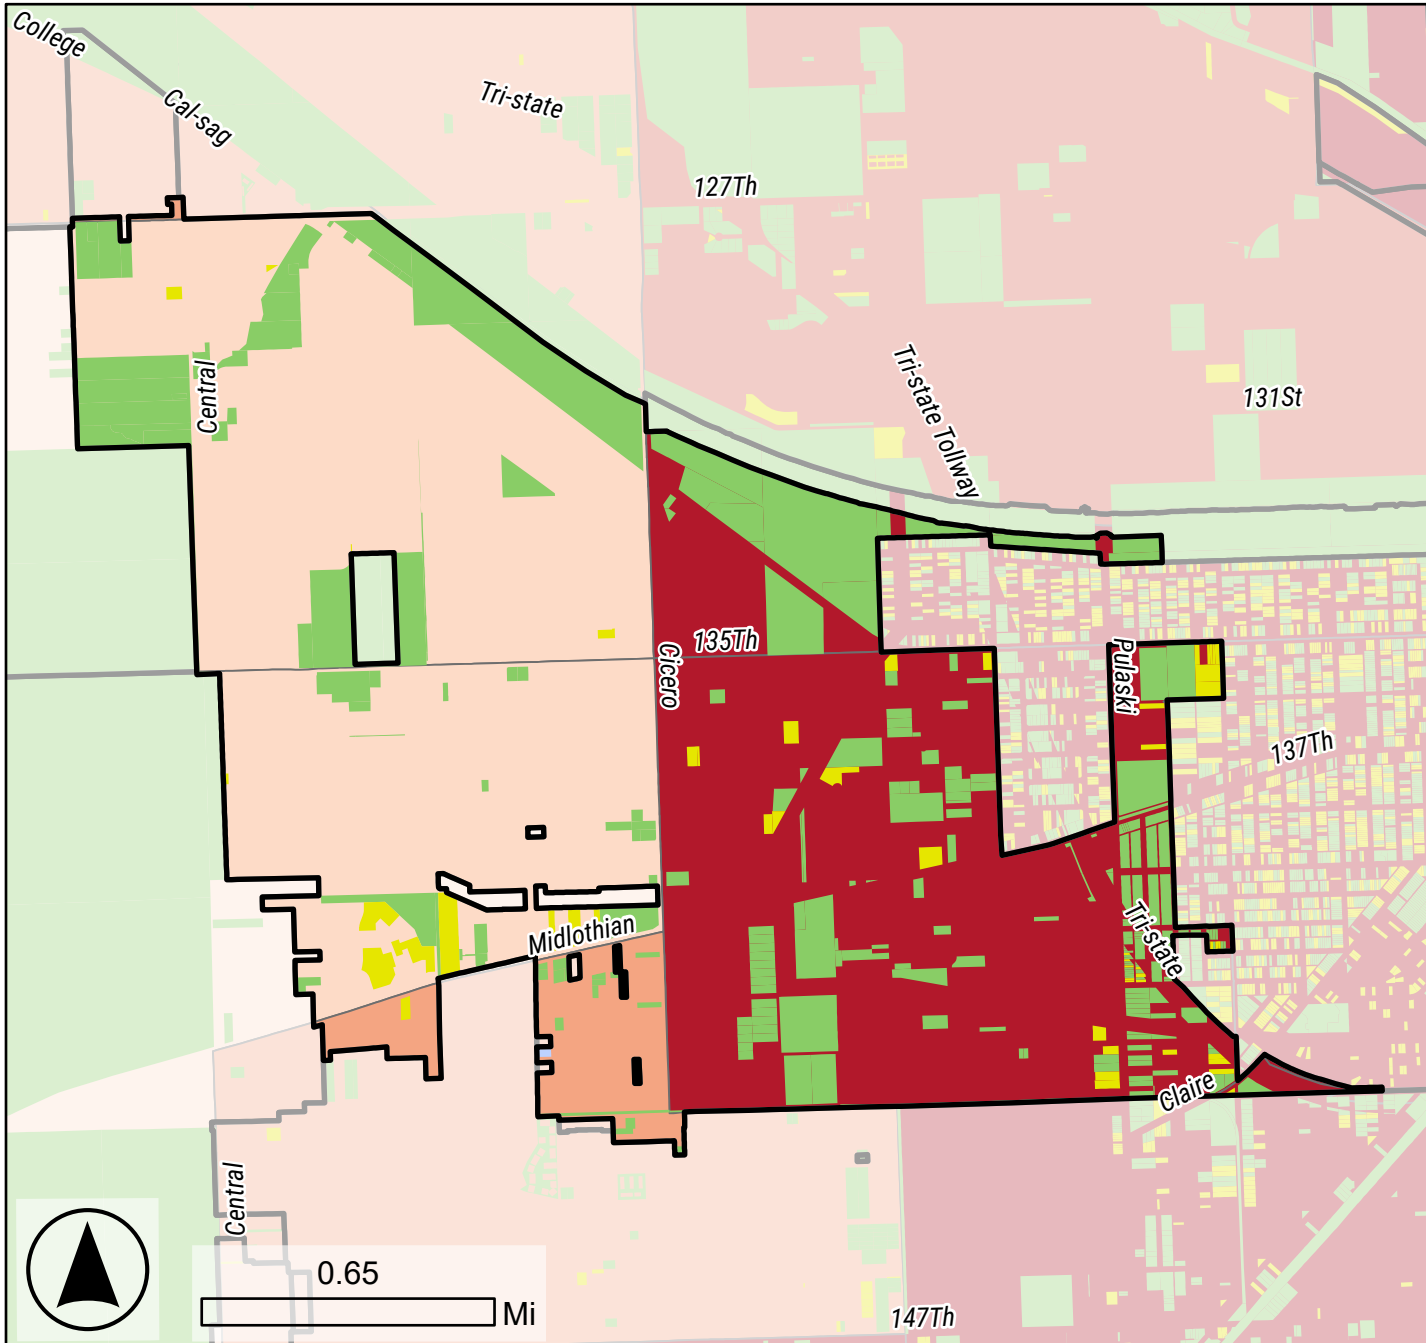 College
Cal-sag
Tri-state
127Th
Central
Tri-state Tollway
131St
135Th
Cicero
Pulaski
137Th
Midlothian
Tri-state
Claire
Central
0.65
Mi
147Th